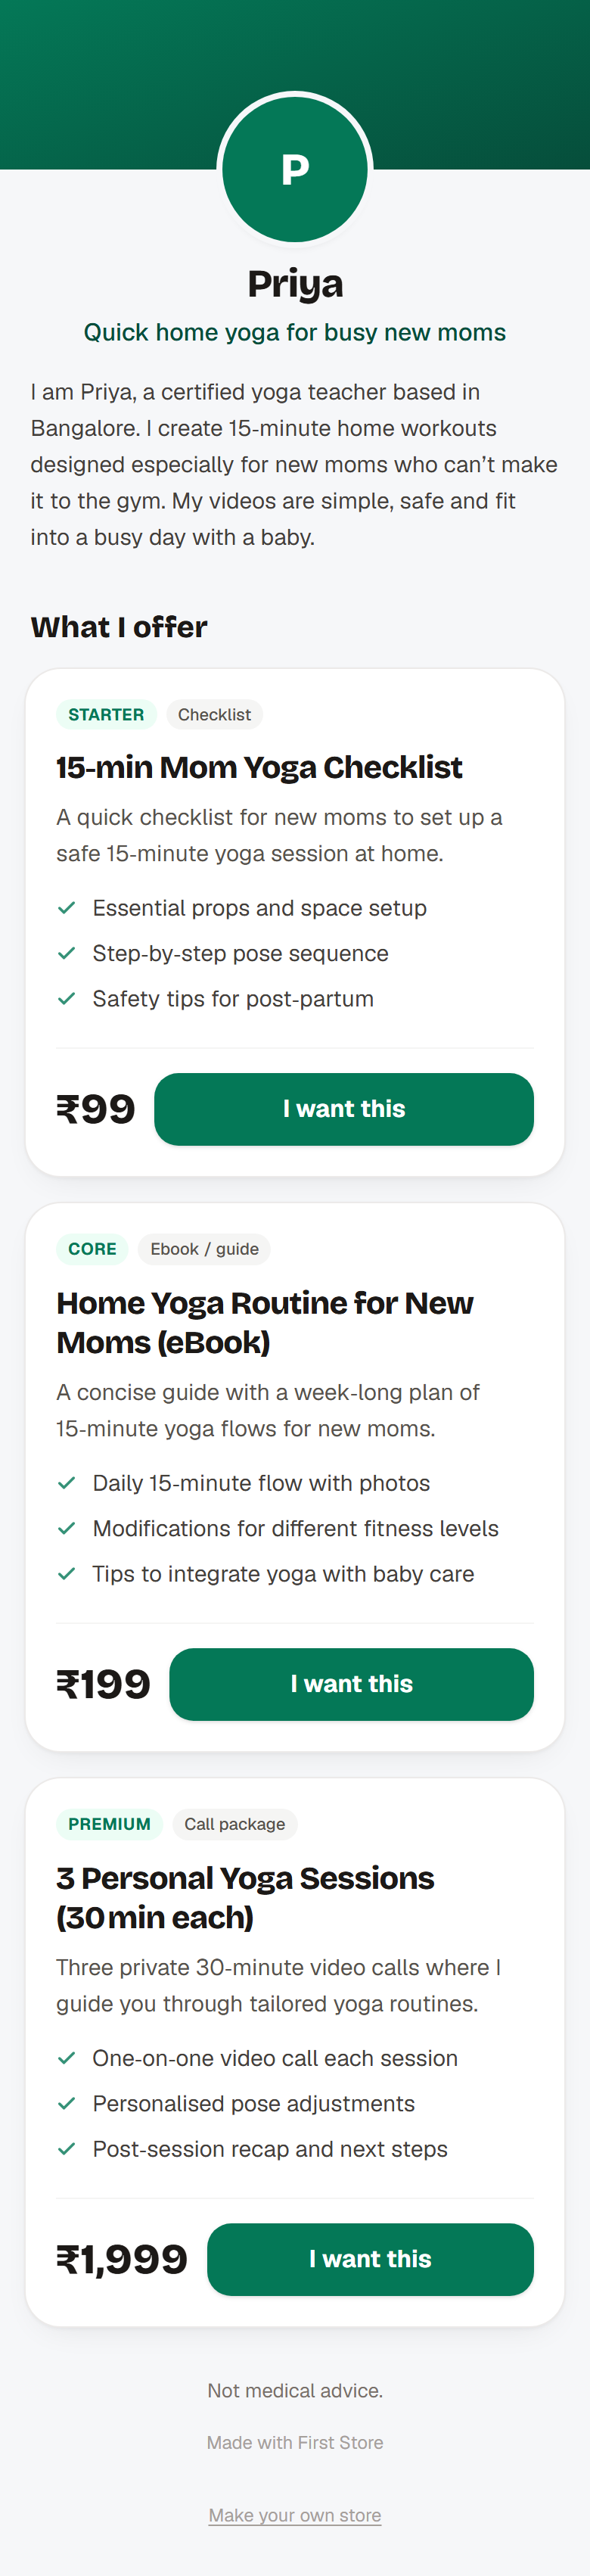 P
Priya
Quick home yoga for busy new moms
I am Priya, a certified yoga teacher based in
Bangalore. I create 15-minute home workouts
designed especially for new moms who can’t make
it to the gym. My videos are simple, safe and fit
into a busy day with a baby.
What I offer
STARTER Checklist
15-min Mom Yoga Checklist
A quick checklist for new moms to set up a
safe 15-minute yoga session at home.
Essential props and space setup
Step-by-step pose sequence
Safety tips for post-partum
₹99 I want this
CORE Ebook / guide
Home Yoga Routine for New
Moms (eBook)
A concise guide with a week-long plan of
15-minute yoga flows for new moms.
Daily 15-minute flow with photos
Modifications for different fitness levels
Tips to integrate yoga with baby care
₹199 I want this
PREMIUM Call package
3 Personal Yoga Sessions
(30 min each)
Three private 30-minute video calls where I
guide you through tailored yoga routines.
One-on-one video call each session
Personalised pose adjustments
Post-session recap and next steps
₹1,999 I want this
Not medical advice.
Made with First Store
Make your own store